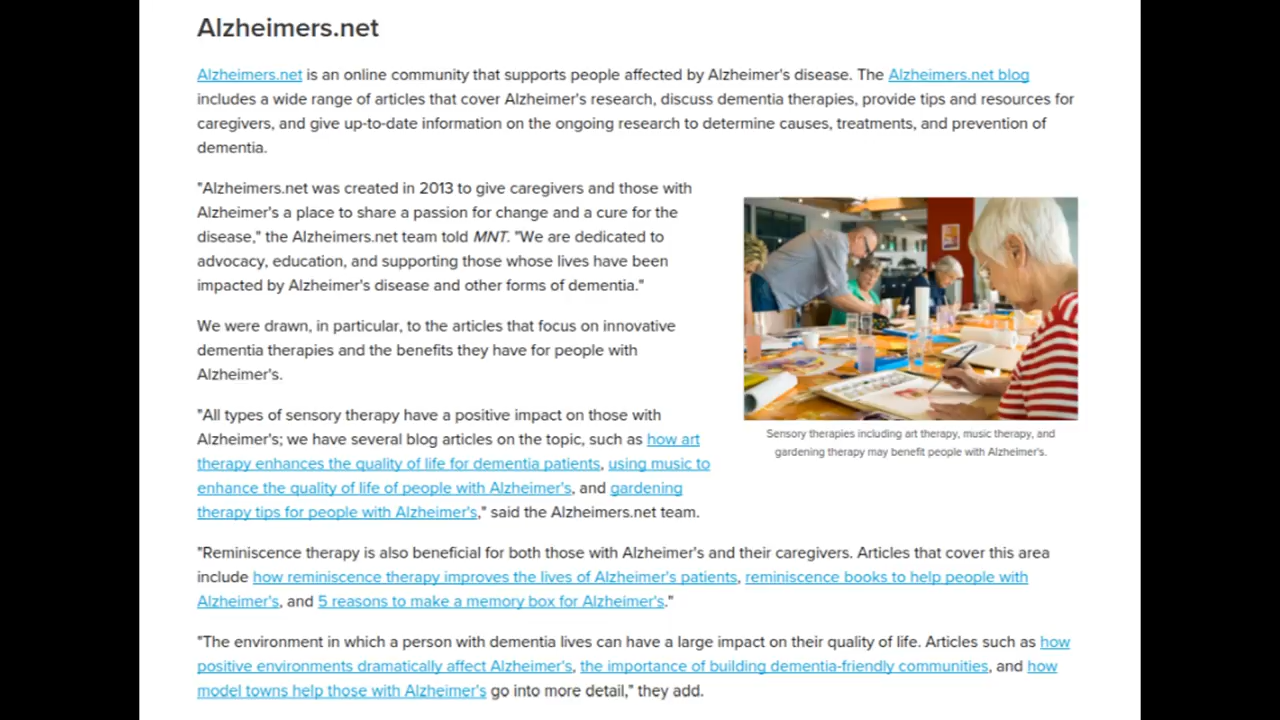 Alzheimers.net
Alzheimers.net is an online community that supports people affected by Alzheimer's disease. The Alzheimers.net blog
includes a wide range of articles that cover Alzheimer's research, discuss dementia therapies, provide tips and resources for
caregivers, and give up-to-date information on the ongoing research to determine causes, treatments, and prevention of
dementia.
"Alzheimers.net was created in 2013 to give caregivers and those with
Alzheimer's a place to share a passion for change and a cure for the
disease," the Alzheimers.net team told MNT. "We are dedicated to
advocacy, education, and supporting those whose lives have been
impacted by Alzheimer's disease and other forms of dementia."
We were drawn, in particular, to the articles that focus on innovative
dementia therapies and the benefits they have for people with
Alzheimer's.
"All types of sensory therapy have a positive impact on those with
Alzheimer's; we have several blog articles on the topic, such as how art
therapy enhances the quality of life for dementia patients, using music to
enhance the quality of life of people with Alzheimer's, and gardening
therapy tips for people with Alzheimer's," said the Alzheimers.net team.
Sensory therapies including art therapy, music therapy, and
gardening therapy may benefit people with Alzheimer's.
"Reminiscence therapy is also beneficial for both those with Alzheimer's and their caregivers. Articles that cover this area
include how reminiscence therapy improves the lives of Alzheimer's patients, reminiscence books to help people with
Alzheimer's, and 5 reasons to make a memory box for Alzheimer's."
"The environment in which a person with dementia lives can have a large impact on their quality of life. Articles such as how
positive environments dramatically affect Alzheimer's, the importance of building dementia-friendly communities, and how
model towns help those with Alzheimer's go into more detail," they add.